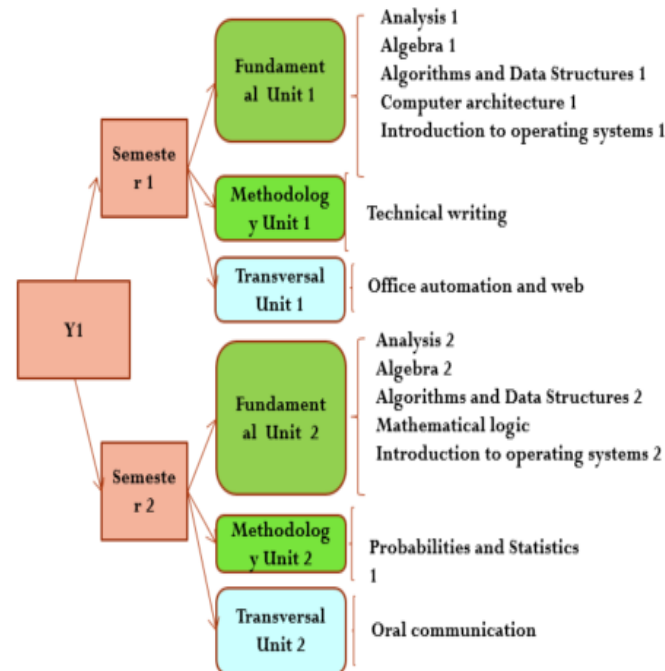 Y1
Semeste
r 1
Fundament
al Unit 1
Analysis 1
Algebra 1
Algorithms and Data Structures 1
Computer architecture 1
Introduction to operating systems 1
Methodolog
y Unit 1
Technical writing
Transversal
Unit 1
Office automation and web
Semeste
r 2
Fundament
al Unit 2
Analysis 2
Algebra 2
Algorithms and Data Structures 2
Mathematical logic
Introduction to operating systems 2
Methodolog
y Unit 2
Probabilities and Statistics
1
Transversal
Unit 2
Oral communication